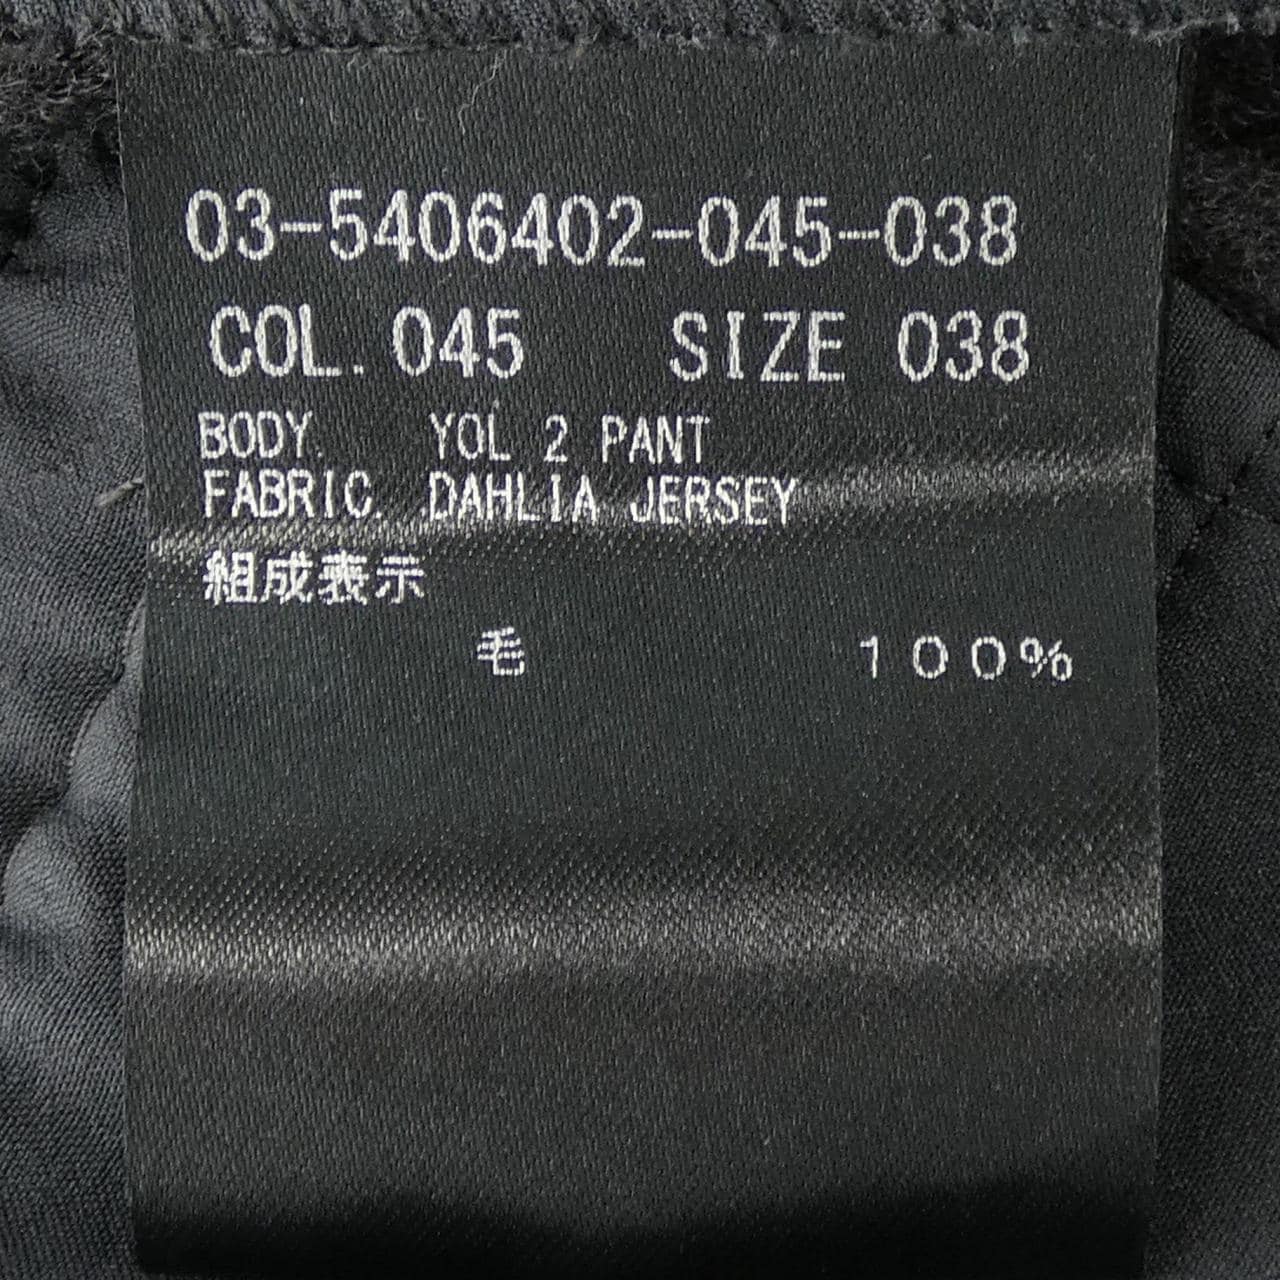 03-5406402-045-038
COL. 045 SIZE 038
BODY. YOL 2 PANT
FABRIC. DAHLIA JERSEY
組成表示
毛 100%